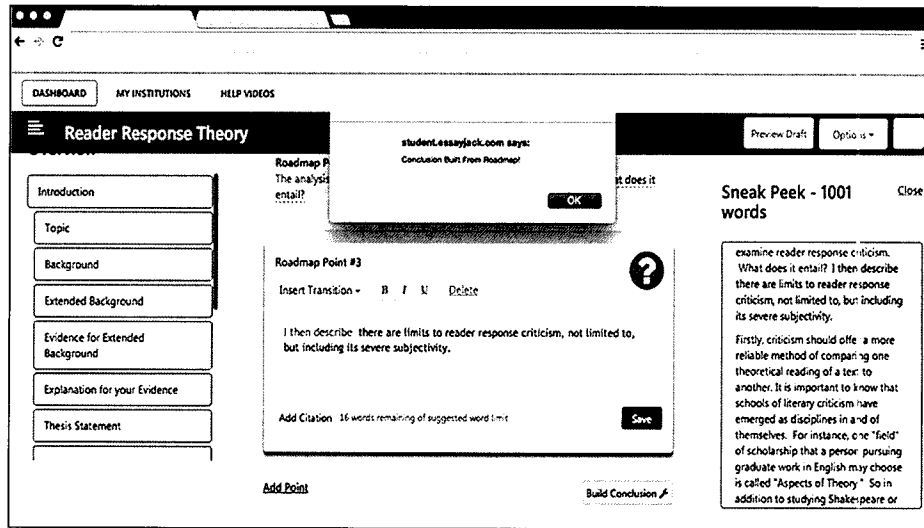 DASHBOARD MY INSTITUTIONS HELP VIDEOS
Reader Response Theory
Preview Draft
student.essayjack.com says:
Conclusion Built From Roadmap!
OK
Introduction
Topic
Background
Extended Background
Evidence for Extended
Background
Explanation for your Evidence
Thesis Statement
Roadmap P
The analysis at does it
entail?
Roadmap Point #3
Insert Transition B I U Delete
I then describe there are limits to reader response criticism, not limited to,
but including its severe subjectivity.
Add Citation 16 words remaining of suggested word limit
Save
Add Point
Build Conclusion
Sneak Peek - 1001
words
Close
examine reader response criticism.
What does it entail? I then describe
there are limits to reader response
criticism, not limited to, but including
its severe subjectivity.
Firstly, criticism should offe a more
reliable method of comparing one
theoretical reading of a text to
another. It is important to know that
schools of literary criticism have
emerged as disciplines in and of
themselves. For instance, one "field"
of scholarship that a person pursuing
graduate work in English may choose
is called "Aspects of Theory" So in
addition to studying Shakespeare or